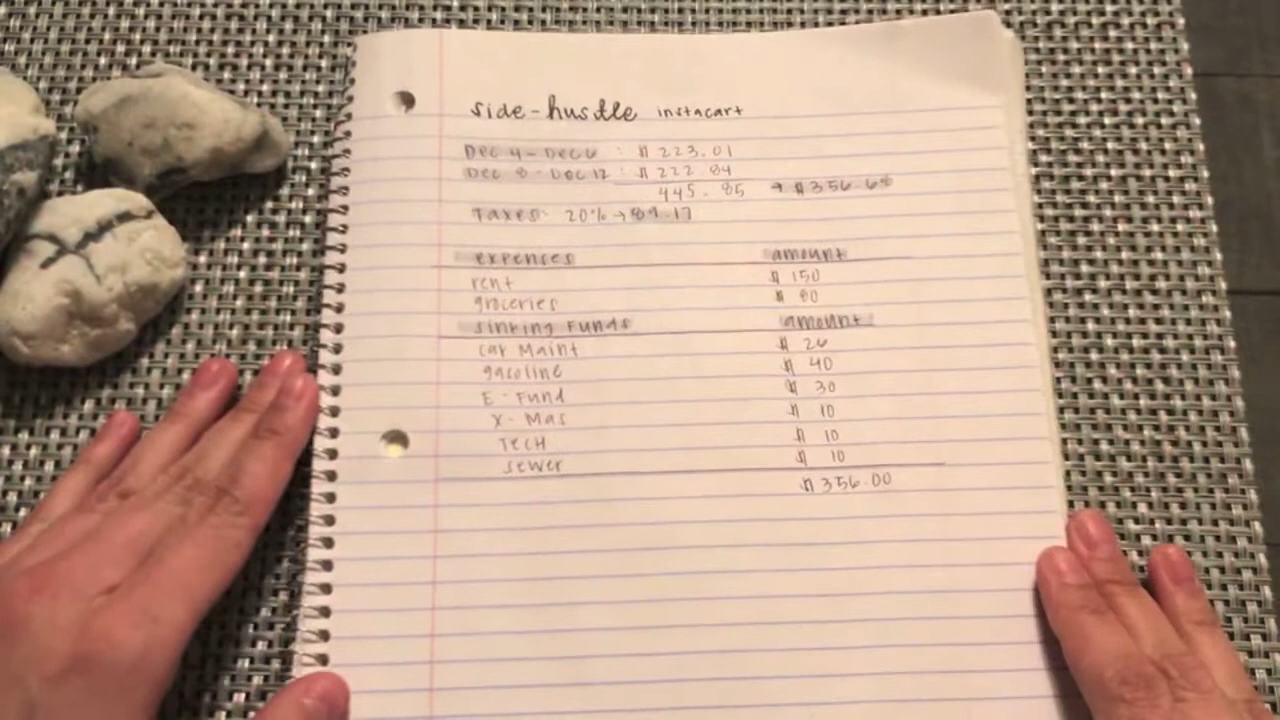 side-hustle instacart
Dec 4 - Dec 6 : $ 223.01
Dec 8 - Dec 12 : $ 222.84
445.85 → $356.68
Taxes: 20% → 89.17
expences amount
rent $ 150
groceries $ 80
sinking Funds amount
car Maint $ 26
gasoline $ 40
E-Fund $ 30
X-Mas $ 10
TECH $ 10
sewer $ 10
$ 356.00